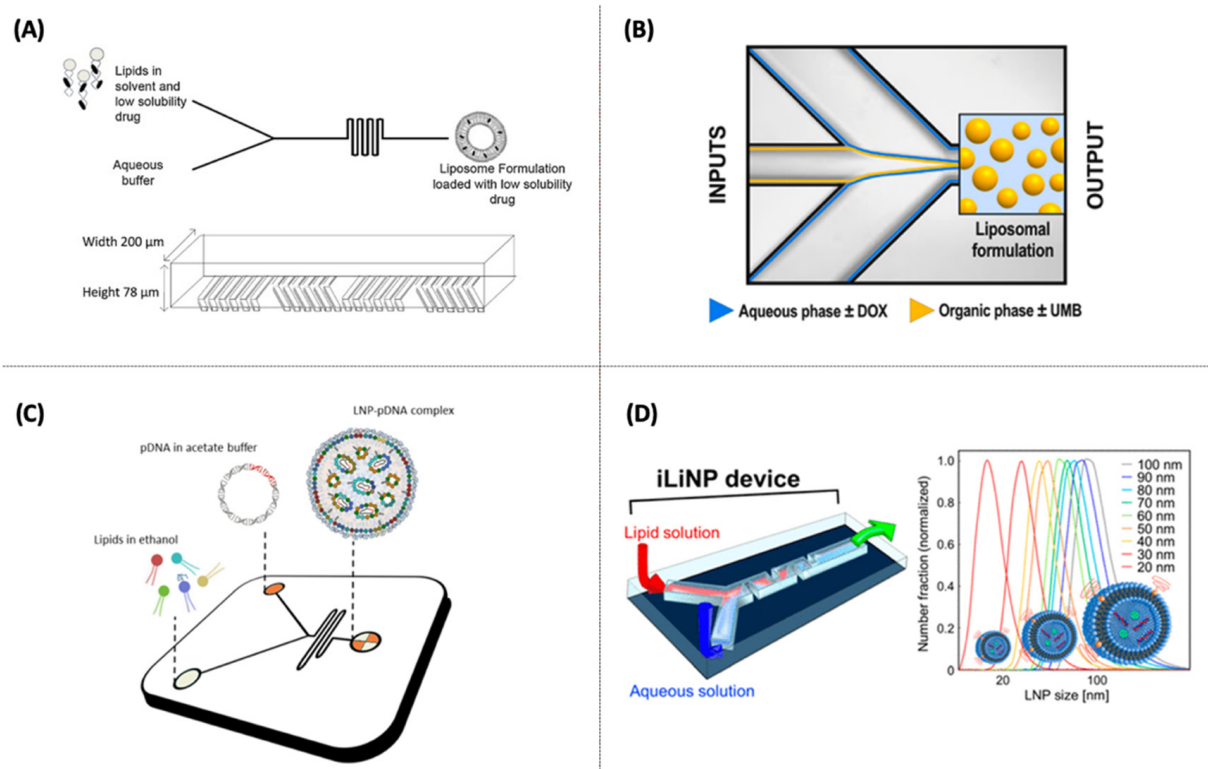 (A)
Lipids in
solvent and
low solubility
drug
Aqueous
buffer
Liposome Formulation
loaded with low solubility
drug
Width 200 µm
Height 78 µm
(B)
INPUTS
OUTPUT
Liposomal
formulation
Aqueous phase ± DOX
Organic phase ± UMB
(C)
LNP-pDNA complex
pDNA in acetate buffer
Lipids in ethanol
(D)
iLiNP device
Lipid solution
Aqueous solution
Number fraction (normalized)
1.0
0.8
0.6
0.4
0.2
0
20
100
LNP size [nm]
100 nm
90 nm
80 nm
70 nm
60 nm
50 nm
40 nm
30 nm
20 nm